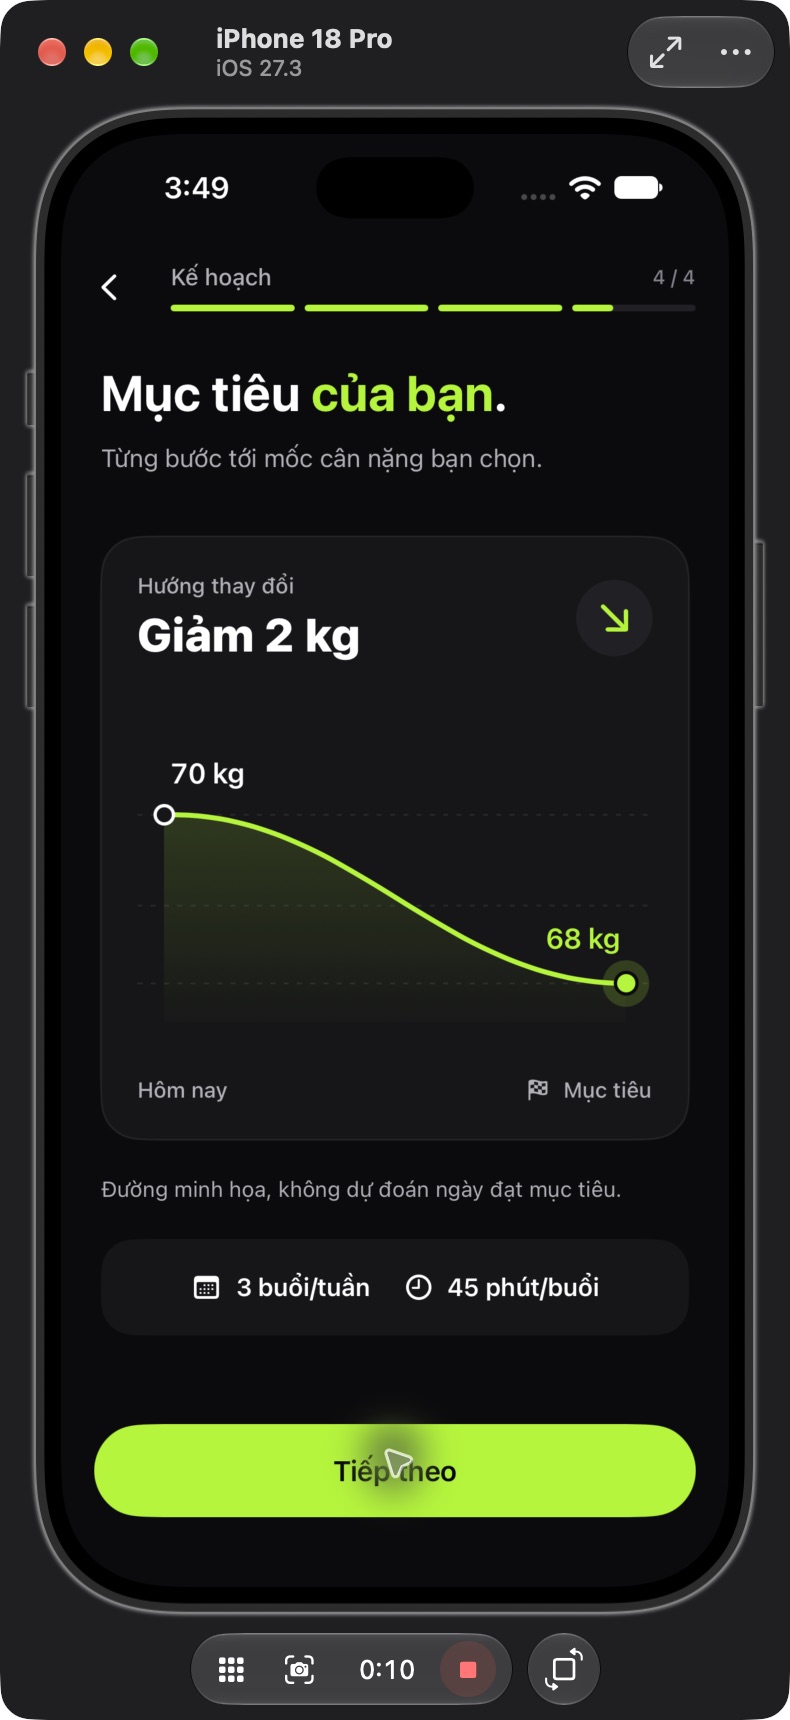 iPhone 18 Pro
iOS 27.3
3:49
Kế hoạch
4 / 4
Mục tiêu của bạn.
Từng bước tới mốc cân nặng bạn chọn.
Hướng thay đổi
Giảm 2 kg
70 kg
68 kg
Hôm nay
Mục tiêu
Đường minh họa, không dự đoán ngày đạt mục tiêu.
3 buổi/tuần
45 phút/buổi
Tiếp theo
0:10